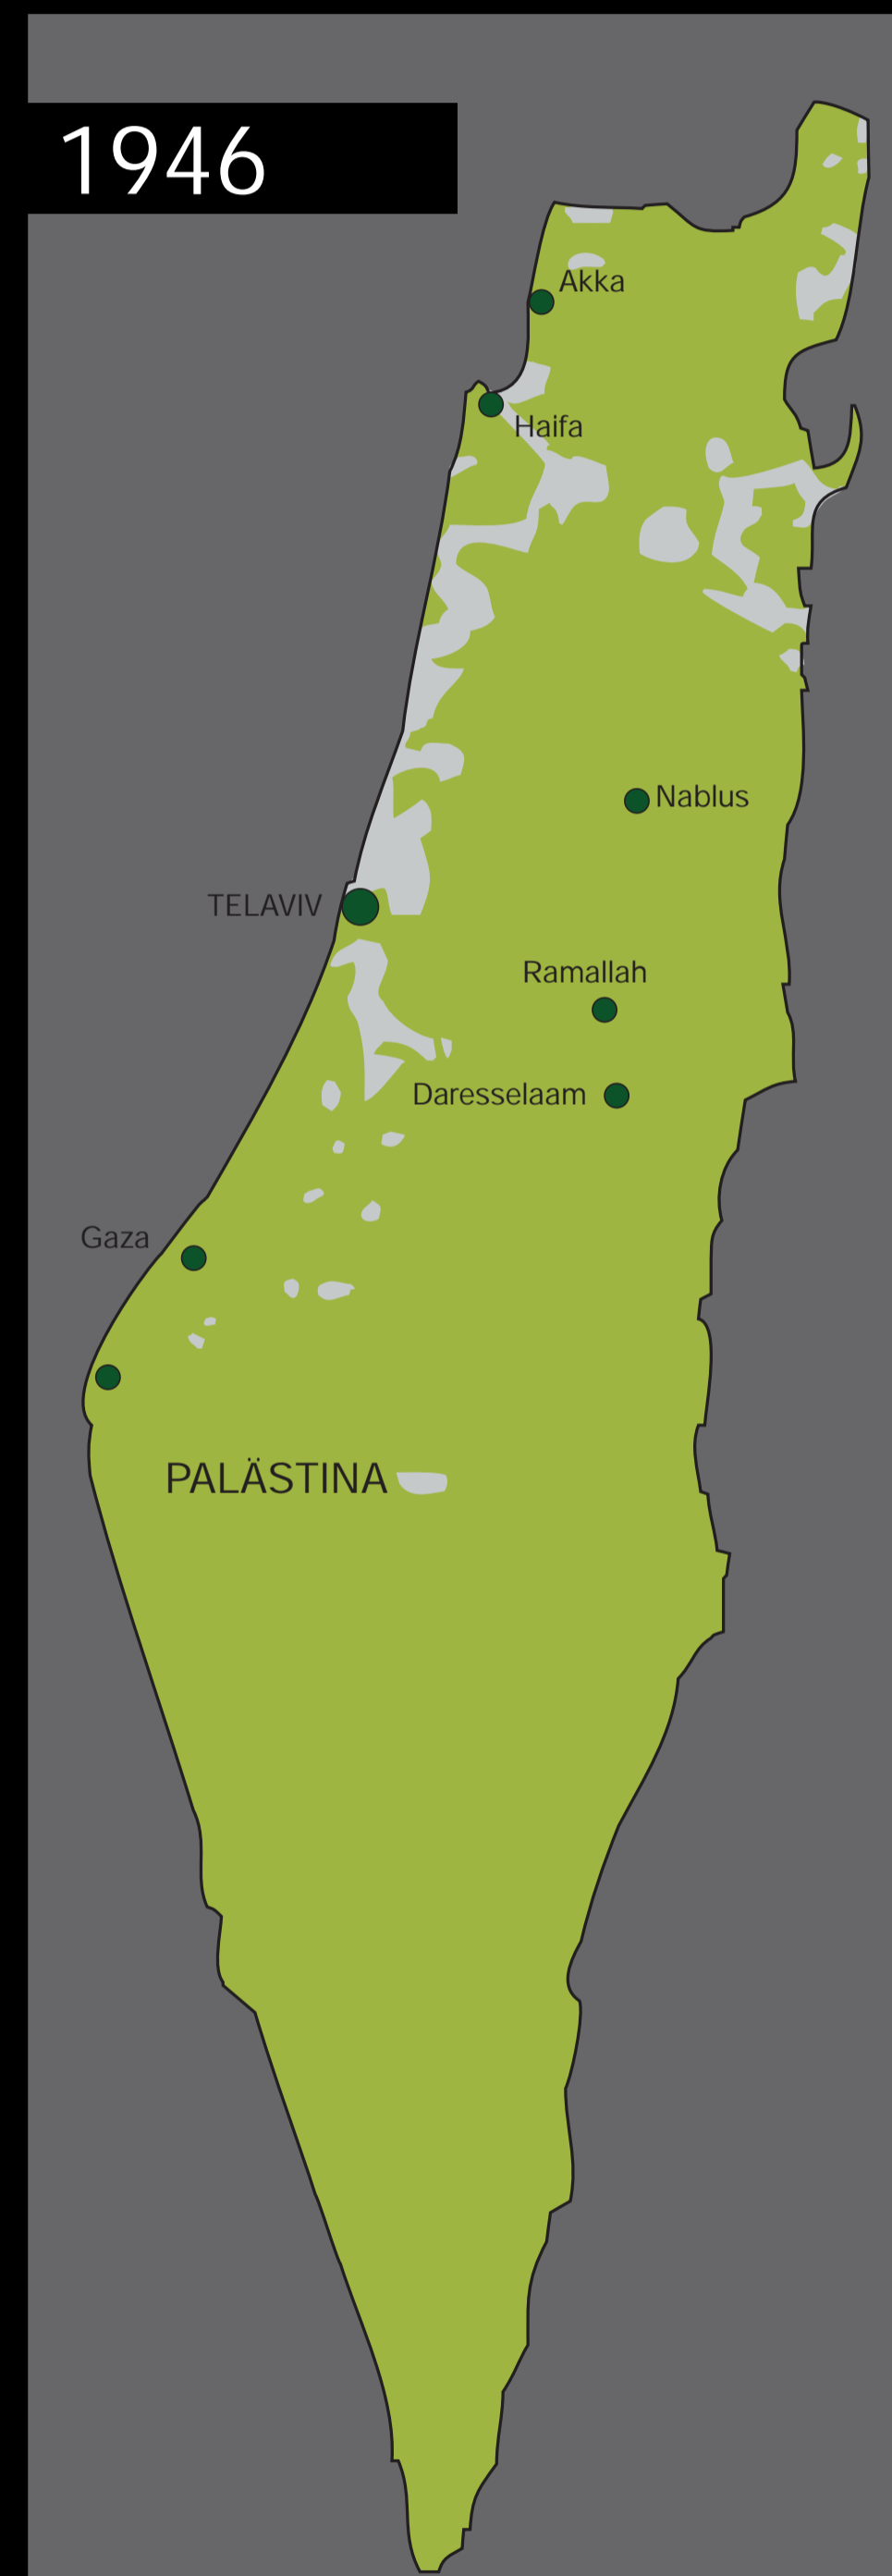 1946
Akka
Haifa
Nablus
TELAVIV
Ramallah
Daresselaam
Gaza
PALÄSTINA